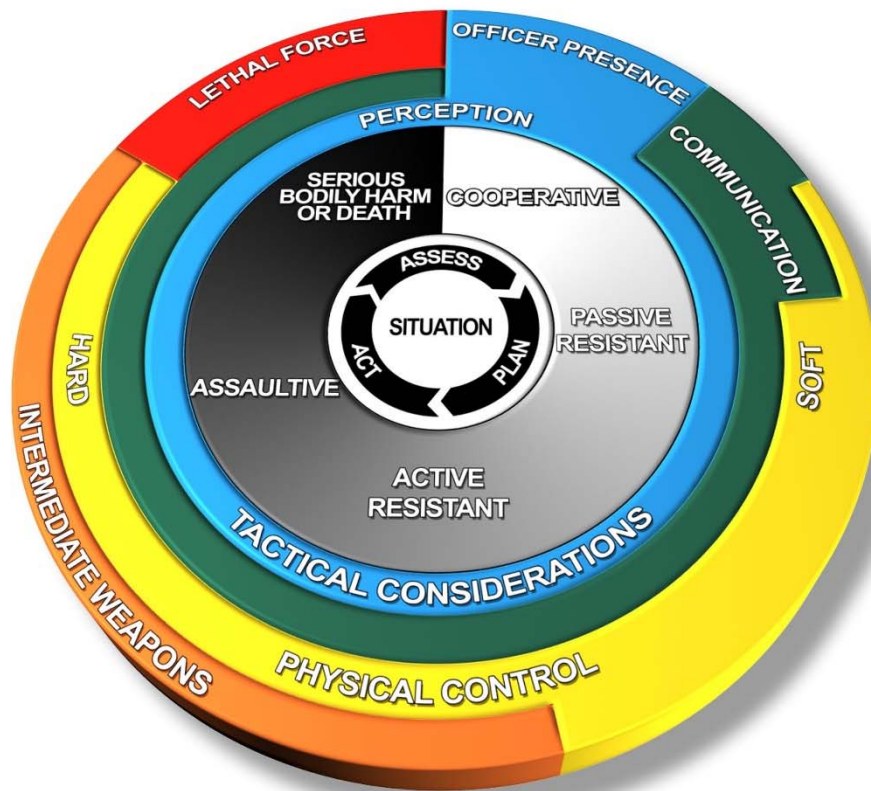 LETHAL FORCE
OFFICER PRESENCE
COMMUNICATION
PERCEPTION
SERIOUS
BODILY HARM
OR DEATH
COOPERATIVE
ASSESS
SITUATION
PLAN
ACT
PASSIVE
RESISTANT
SOFT
HARD
ASSAULTIVE
ACTIVE
RESISTANT
TACTICAL CONSIDERATIONS
INTERMEDIATE WEAPONS
PHYSICAL CONTROL